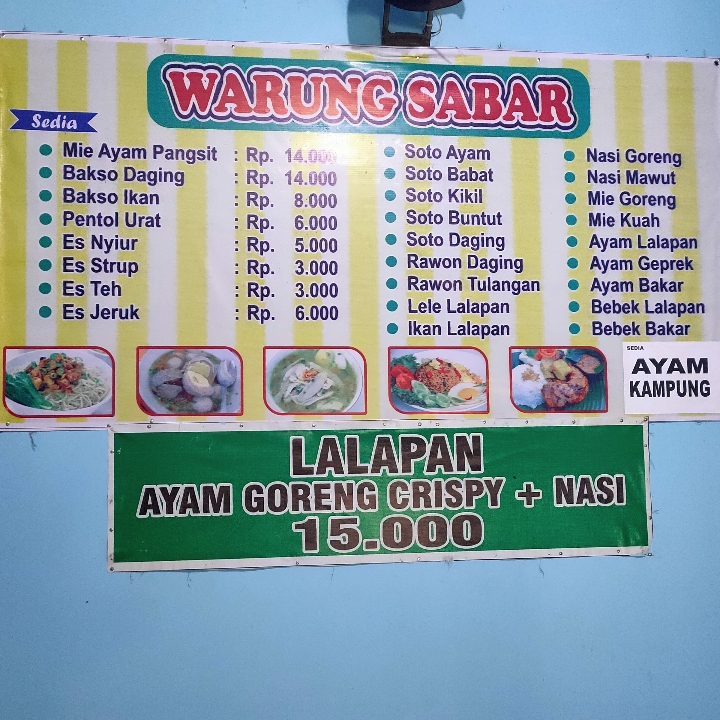 WARUNG SABAR
Sedia
Mie Ayam Pangsit : Rp. 14.000
Bakso Daging : Rp. 14.000
Bakso Ikan : Rp. 8.000
Pentol Urat : Rp. 6.000
Es Nyiur : Rp. 5.000
Es Strup : Rp. 3.000
Es Teh : Rp. 3.000
Es Jeruk : Rp. 6.000
Soto Ayam
Soto Babat
Soto Kikil
Soto Buntut
Soto Daging
Rawon Daging
Rawon Tulangan
Lele Lalapan
Ikan Lalapan
Nasi Goreng
Nasi Mawut
Mie Goreng
Mie Kuah
Ayam Lalapan
Ayam Geprek
Ayam Bakar
Bebek Lalapan
Bebek Bakar
SEDIA
AYAM
KAMPUNG
LALAPAN
AYAM GORENG CRISPY + NASI
15.000